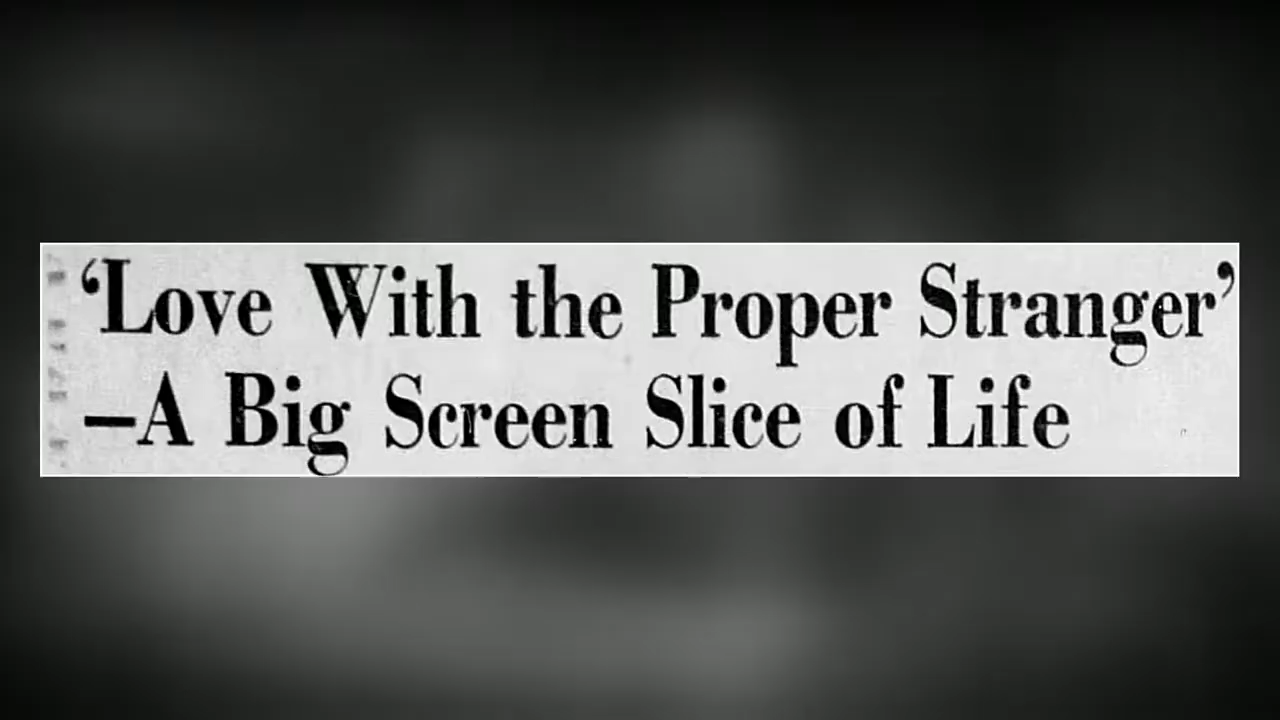 ‘Love With the Proper Stranger’
—A Big Screen Slice of Life